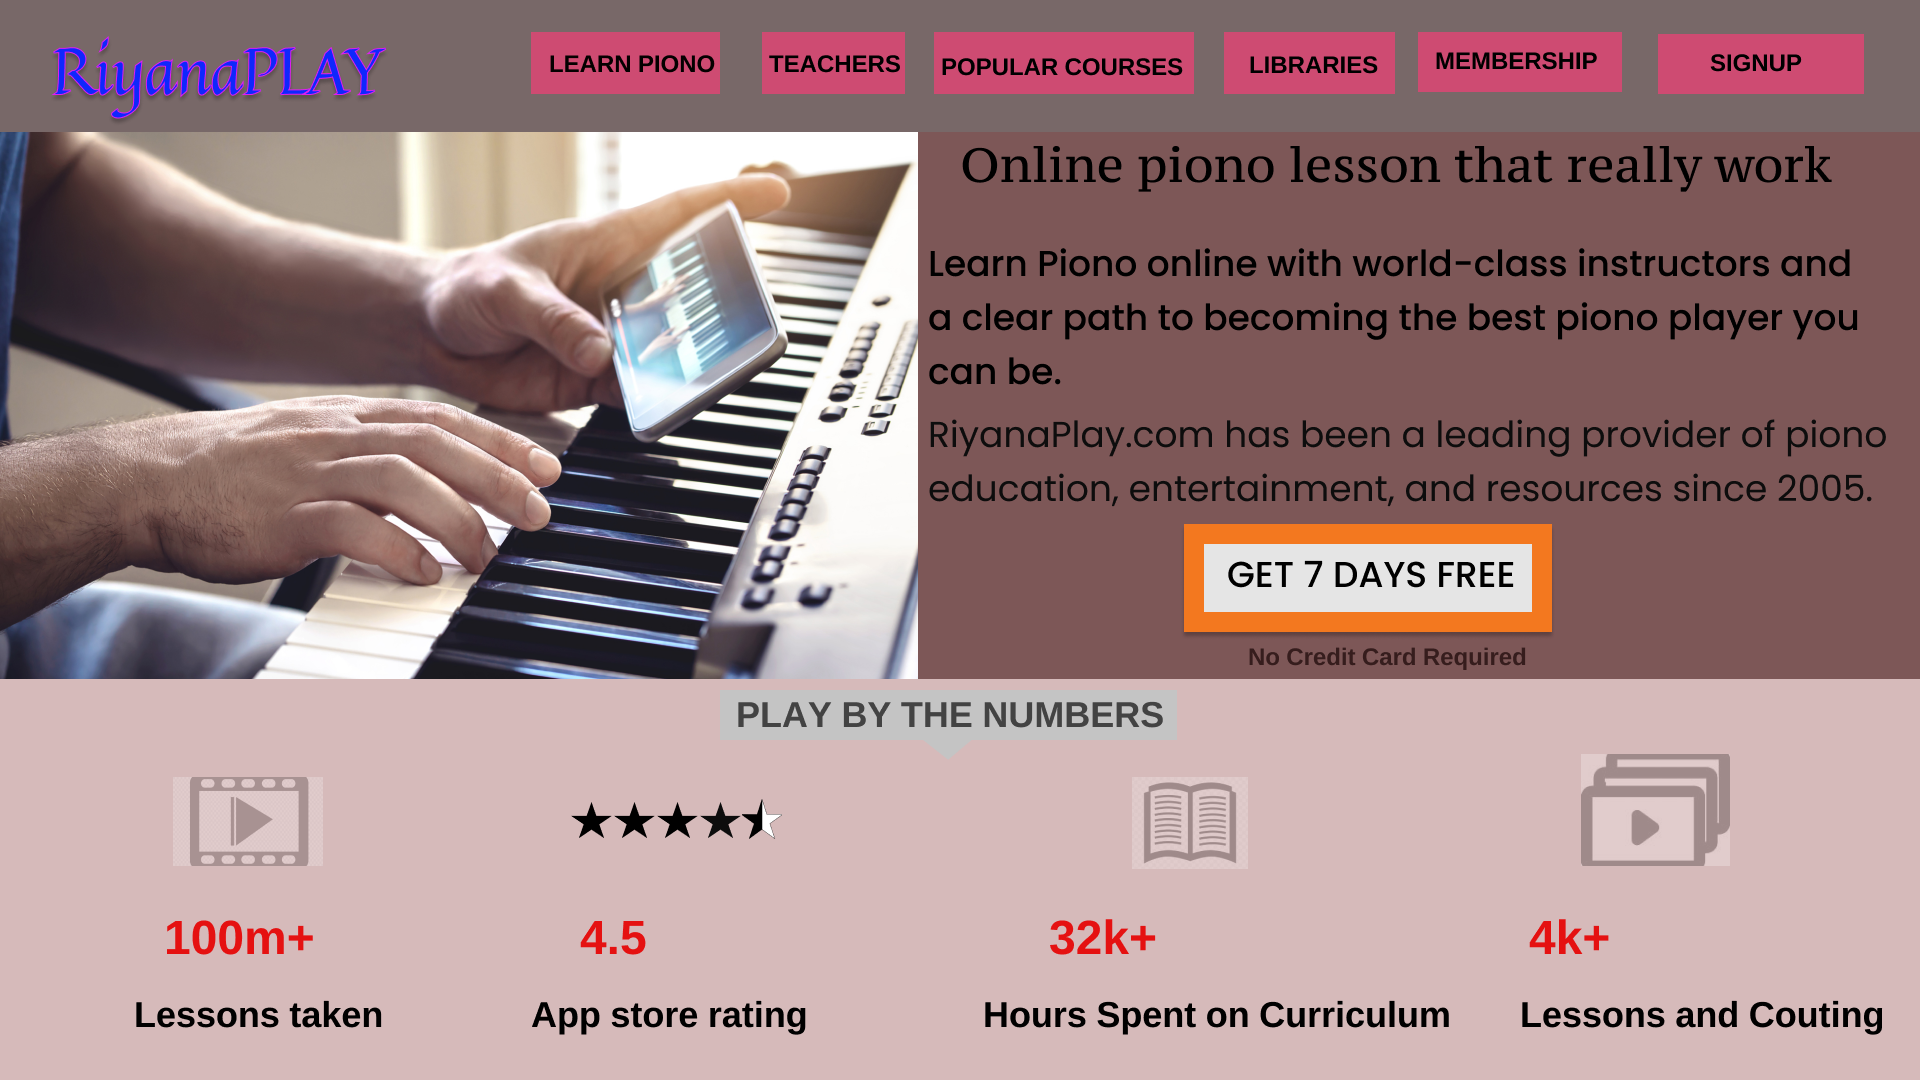 RiyanaPLAY
LEARN PIONO
TEACHERS
POPULAR COURSES
LIBRARIES
MEMBERSHIP
SIGNUP
Online piono lesson that really work
Learn Piono online with world-class instructors and
a clear path to becoming the best piono player you
can be.
RiyanaPlay.com has been a leading provider of piono
education, entertainment, and resources since 2005.
GET 7 DAYS FREE
No Credit Card Required
PLAY BY THE NUMBERS
100m+
4.5
32k+
4k+
Lessons taken
App store rating
Hours Spent on Curriculum
Lessons and Couting